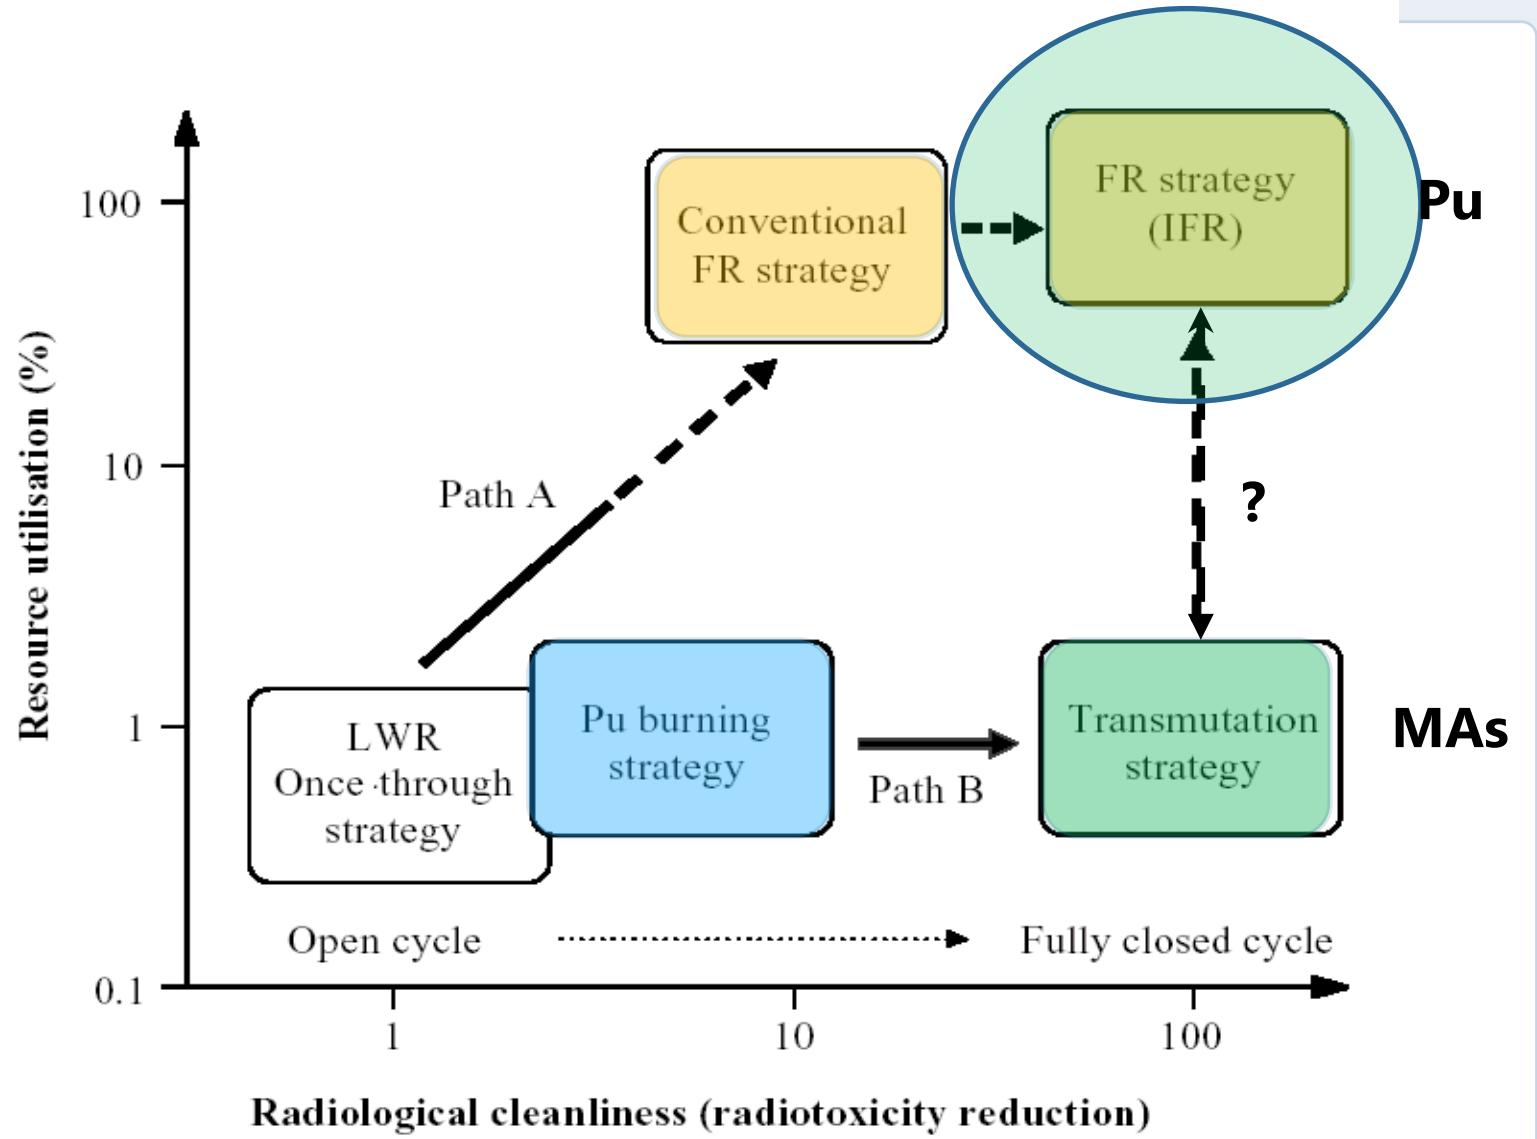 100
10
1
0.1
Resource utilisation (%)
Conventional
FR strategy
FR strategy
(IFR)
Pu
Path A
?
LWR
Once-through
strategy
Pu burning
strategy
Path B
Transmutation
strategy
MAs
Open cycle
Fully closed cycle
1
10
100
Radiological cleanliness (radiotoxicity reduction)